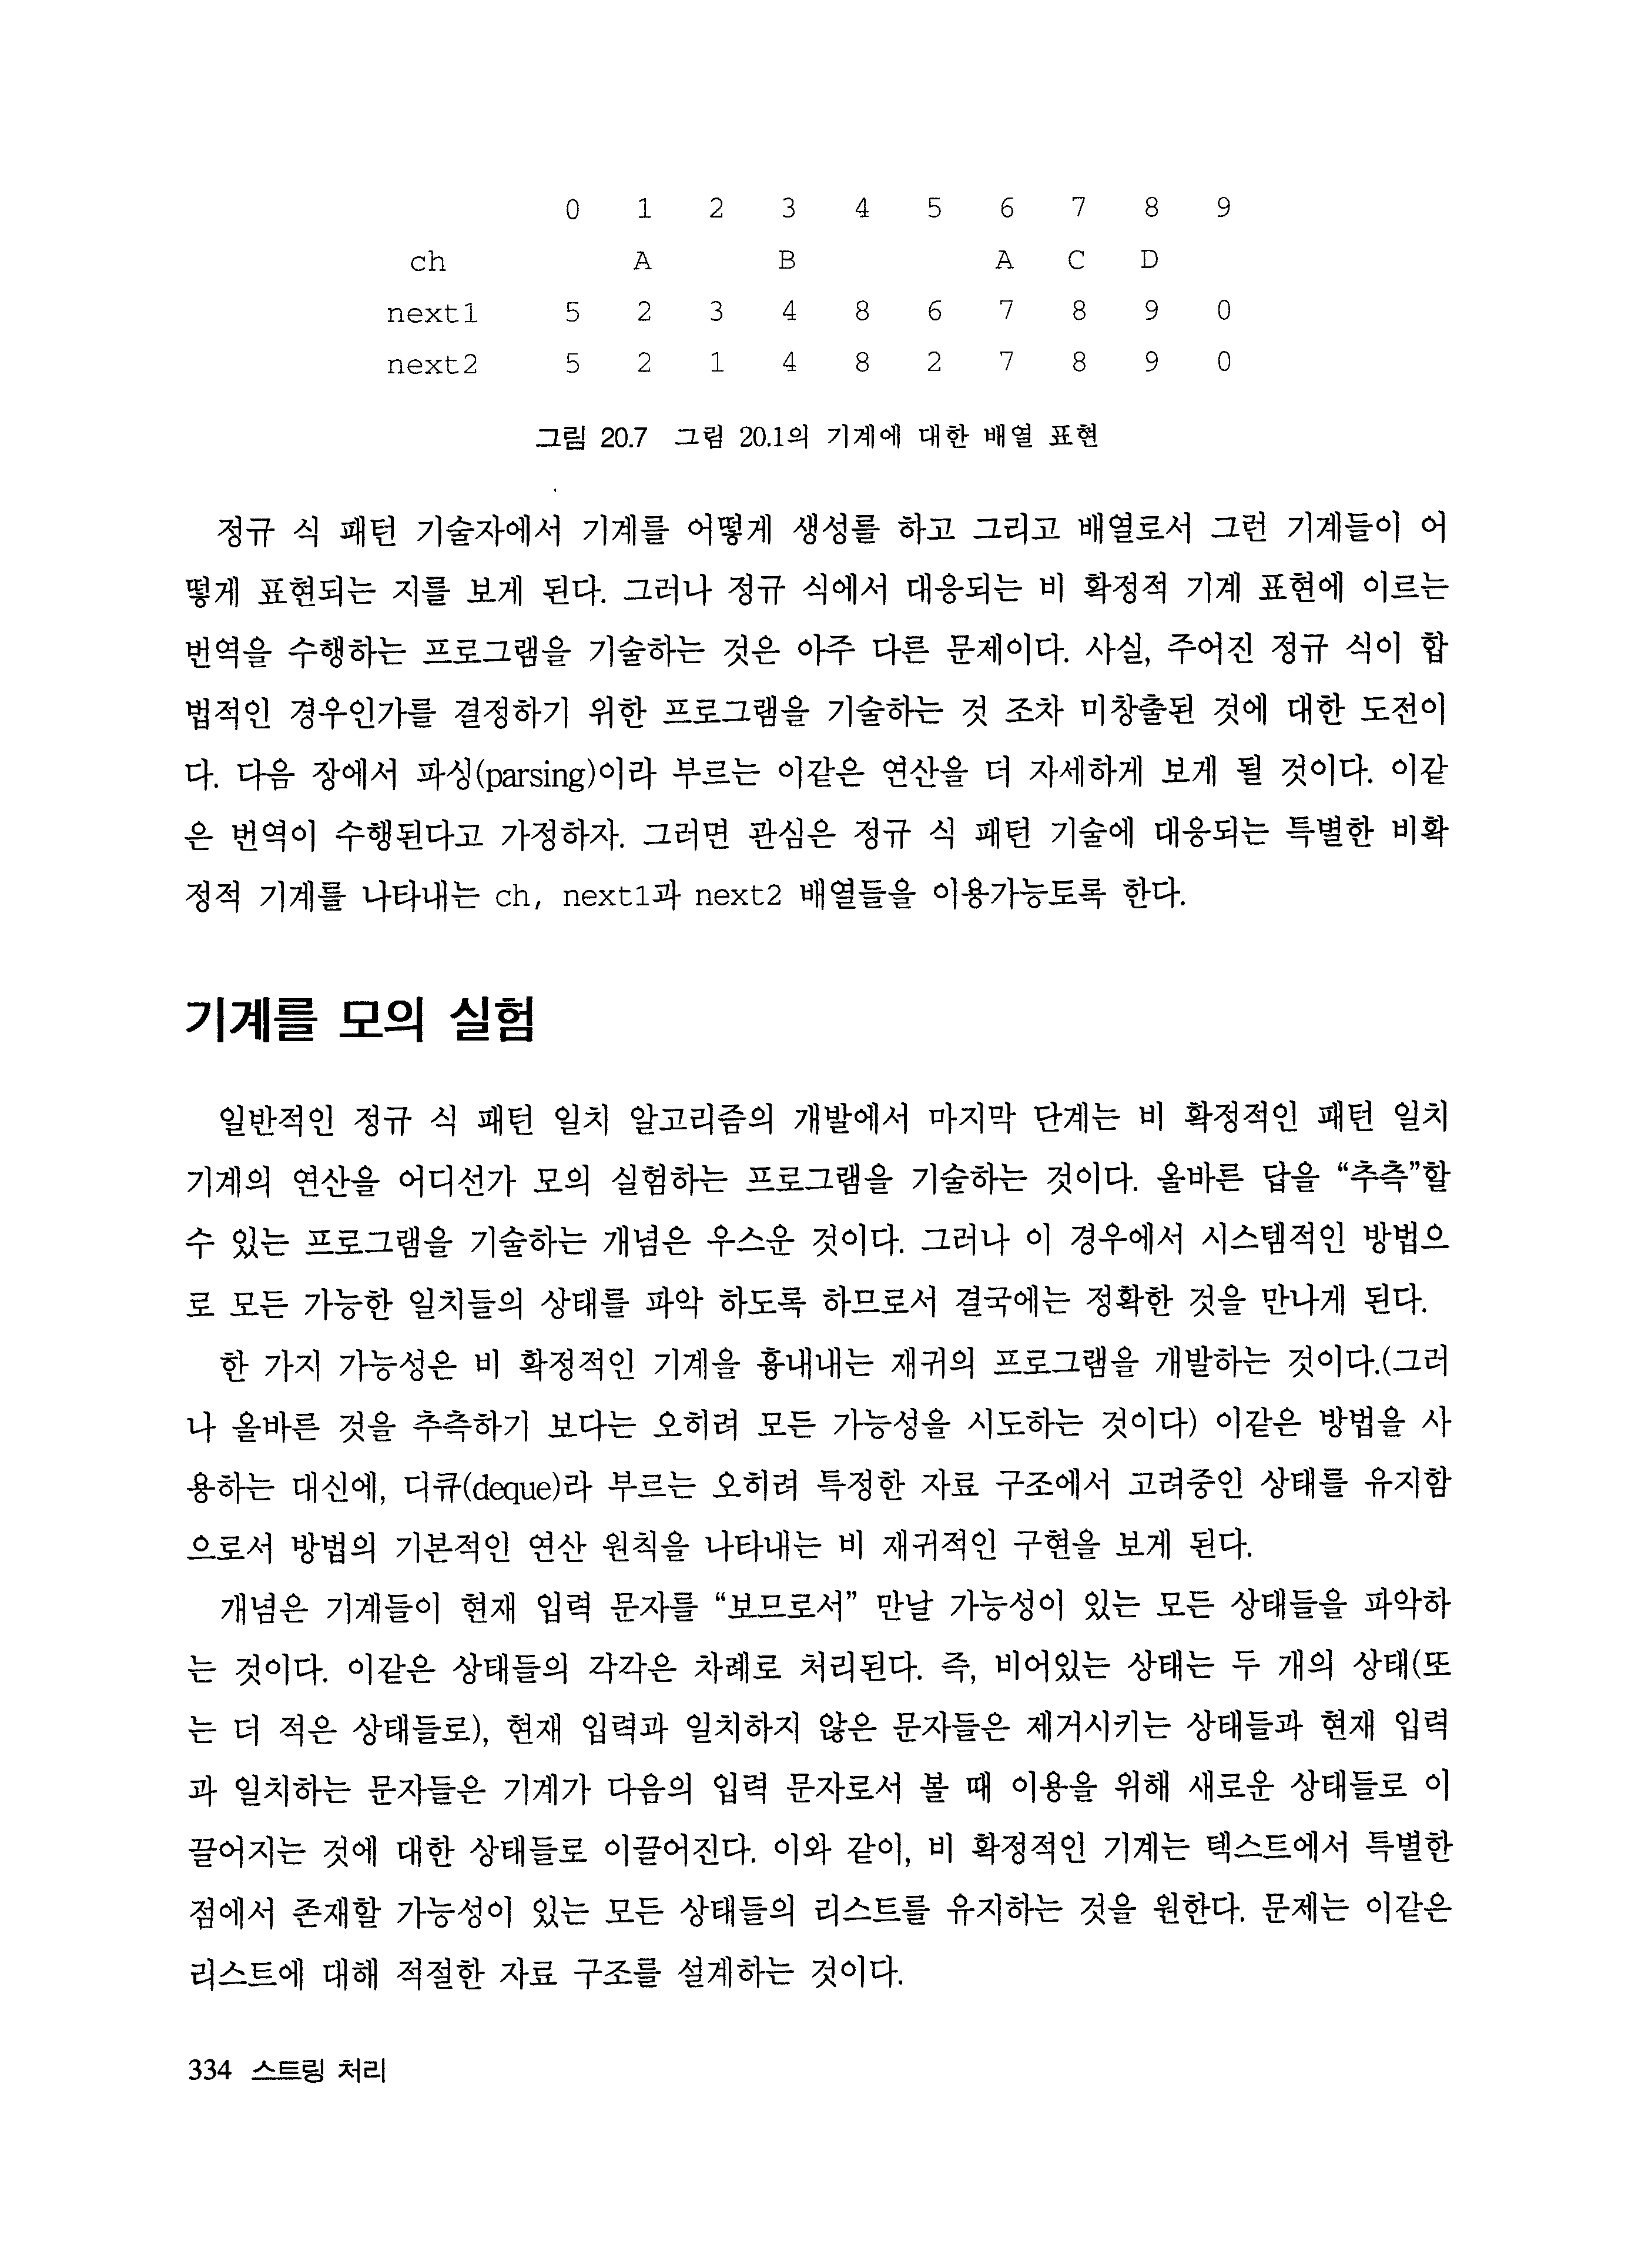 0 1 2 3 4 5 6 7 8 9
ch A B A C D
next1 5 2 3 4 8 6 7 8 9 0
next2 5 2 1 4 8 2 7 8 9 0
그림 20.7 그림 20.1의 기계에 대한 배열 표현
정규 식 패턴 기술자에서 기계를 어떻게 생성를 하고 그리고 배열로서 그런 기계들이 어
떻게 표현되는 지를 보게 된다. 그러나 정규 식에서 대응되는 비 확정적 기계 표현에 이르는
번역을 수행하는 프로그램을 기술하는 것은 아주 다른 문제이다. 사실, 주어진 정규 식이 합
법적인 경우인가를 결정하기 위한 프로그램을 기술하는 것 조차 미창출된 것에 대한 도전이
다. 다음 장에서 파싱(parsing)이라 부르는 이같은 연산을 더 자세하게 보게 될 것이다. 이같
은 번역이 수행된다고 가정하자. 그러면 관심은 정규 식 패턴 기술에 대응되는 특별한 비확
정적 기계를 나타내는 ch, next1과 next2 배열들을 이용가능토록 한다.
기계를 모의 실험
일반적인 정규 식 패턴 일치 알고리즘의 개발에서 마지막 단계는 비 확정적인 패턴 일치
기계의 연산을 어디선가 모의 실험하는 프로그램을 기술하는 것이다. 올바른 답을 “추측”할
수 있는 프로그램을 기술하는 개념은 우스운 것이다. 그러나 이 경우에서 시스템적인 방법으
로 모든 가능한 일치들의 상태를 파악 하도록 하므로서 결국에는 정확한 것을 만나게 된다.
한 가지 가능성은 비 확정적인 기계을 흉내내는 재귀의 프로그램을 개발하는 것이다.(그러
나 올바른 것을 추측하기 보다는 오히려 모든 가능성을 시도하는 것이다) 이같은 방법을 사
용하는 대신에, 디큐(deque)라 부르는 오히려 특정한 자료 구조에서 고려중인 상태를 유지함
으로서 방법의 기본적인 연산 원칙을 나타내는 비 재귀적인 구현을 보게 된다.
개념은 기계들이 현재 입력 문자를 “보므로서” 만날 가능성이 있는 모든 상태들을 파악하
는 것이다. 이같은 상태들의 각각은 차례로 처리된다. 즉, 비어있는 상태는 두 개의 상태(또
는 더 적은 상태들로), 현재 입력과 일치하지 않은 문자들은 제거시키는 상태들과 현재 입력
과 일치하는 문자들은 기계가 다음의 입력 문자로서 볼 때 이용을 위해 새로운 상태들로 이
끌어지는 것에 대한 상태들로 이끌어진다. 이와 같이, 비 확정적인 기계는 텍스트에서 특별한
점에서 존재할 가능성이 있는 모든 상태들의 리스트를 유지하는 것을 원한다. 문제는 이같은
리스트에 대해 적절한 자료 구조를 설계하는 것이다.
334 스트링 처리